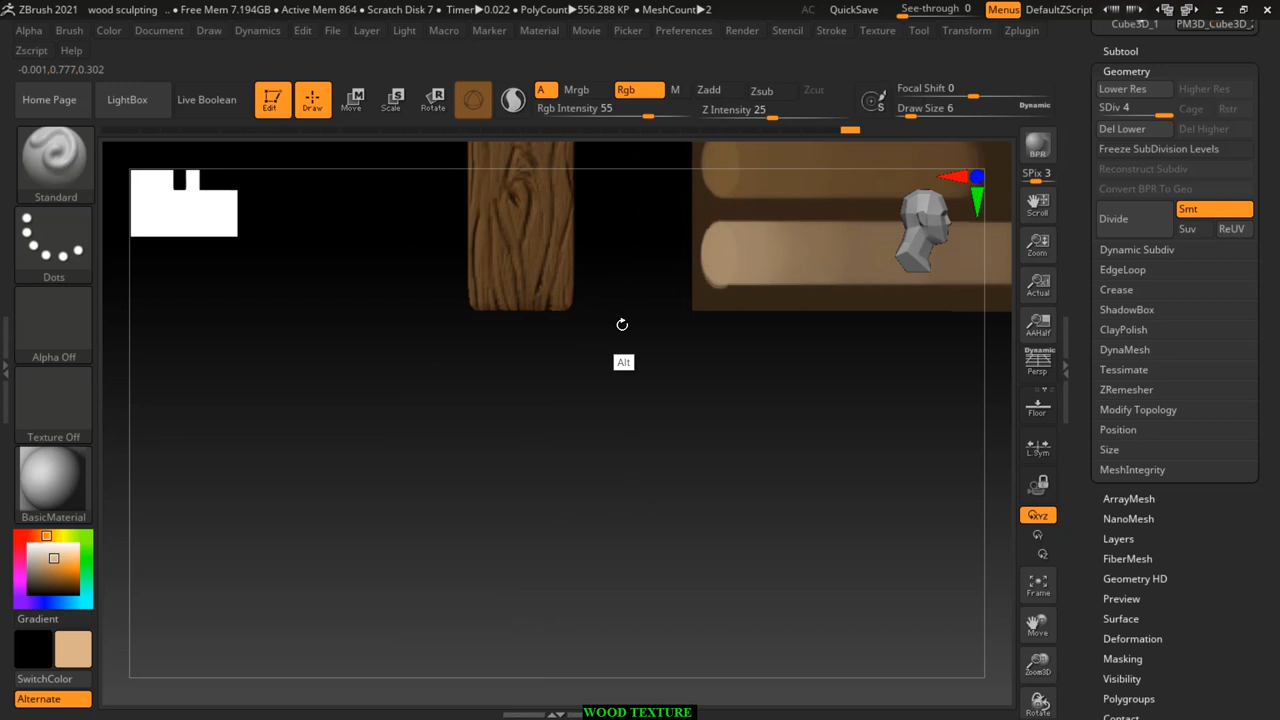 ZBrush 2021 wood sculpting .. • Free Mem 7.194GB • Active Mem 864 • Scratch Disk 7 • Timer▶0.022 • PolyCount▶556.288 KP • MeshCount▶2 AC QuickSave See-through 0 Menus DefaultZScript
Alpha Brush Color Document Draw Dynamics Edit File Layer Light Macro Marker Material Movie Picker Preferences Render Stencil Stroke Texture Tool Transform Zplugin
Zscript Help
-0.001,0.777,0.302
Home Page LightBox Live Boolean Edit Draw Move Scale Rotate
A Mrgb Rgb M Zadd Zsub Zcut Focal Shift 0
Rgb Intensity 55 Z Intensity 25 Draw Size 6 Dynamic
Standard
Dots
Alpha Off
Texture Off
BasicMaterial
Gradient
SwitchColor
Alternate
Alt
WOOD TEXTURE
BPR
SPix 3
Scroll
Zoom
Actual
AAHalf
Dynamic
Persp
Floor
L.Sym
XYZ
Y
Z
Frame
Move
Zoom3D
Rotate
Cube3D_1 PM3D_Cube3D_2
Subtool
Geometry
Lower Res Higher Res
SDiv 4 Cage Rstr
Del Lower Del Higher
Freeze SubDivision Levels
Reconstruct Subdiv
Convert BPR To Geo
Divide Smt
Suv ReUV
Dynamic Subdiv
EdgeLoop
Crease
ShadowBox
ClayPolish
DynaMesh
Tessimate
ZRemesher
Modify Topology
Position
Size
MeshIntegrity
ArrayMesh
NanoMesh
Layers
FiberMesh
Geometry HD
Preview
Surface
Deformation
Masking
Visibility
Polygroups
Contact